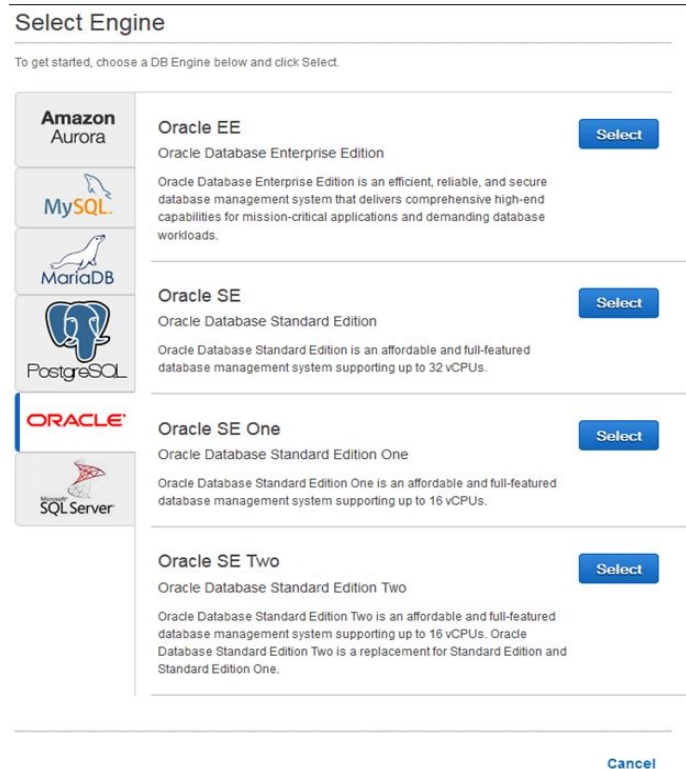 Select Engine
To get started, choose a DB Engine below and click Select.
Amazon
Aurora
MySQL
MariaDB
PostgreSQL
ORACLE
Microsoft
SQL Server
Oracle EE
Select
Oracle Database Enterprise Edition
Oracle Database Enterprise Edition is an efficient, reliable, and secure
database management system that delivers comprehensive high-end
capabilities for mission-critical applications and demanding database
workloads.
Oracle SE
Select
Oracle Database Standard Edition
Oracle Database Standard Edition is an affordable and full-featured
database management system supporting up to 32 vCPUs.
Oracle SE One
Select
Oracle Database Standard Edition One
Oracle Database Standard Edition One is an affordable and full-featured
database management system supporting up to 16 vCPUs.
Oracle SE Two
Select
Oracle Database Standard Edition Two
Oracle Database Standard Edition Two is an affordable and full-featured
database management system supporting up to 16 vCPUs. Oracle
Database Standard Edition Two is a replacement for Standard Edition and
Standard Edition One.
Cancel